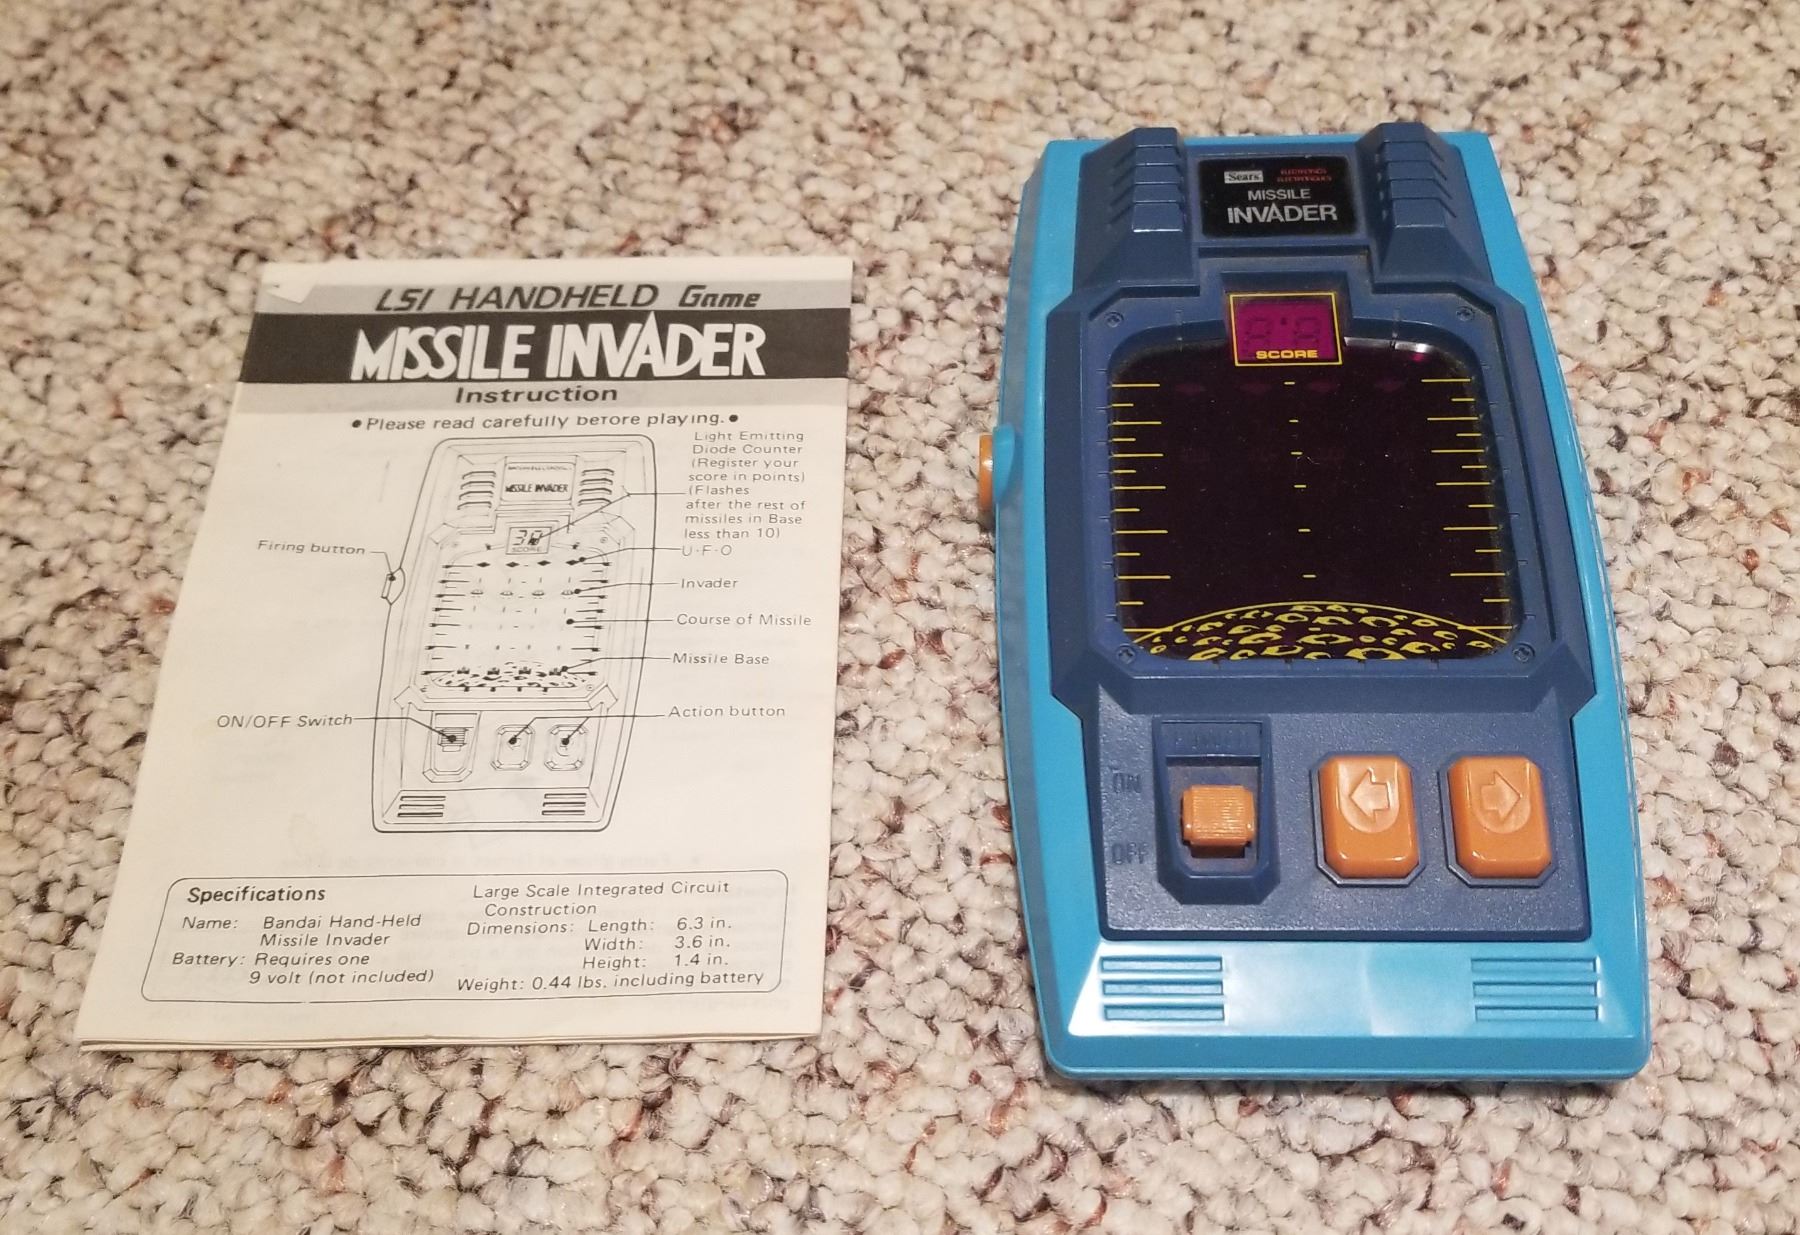 LSI HANDHELD Game
MISSILE INVADER
Instruction
•Please read carefully before playing.•
Light Emitting
Diode Counter
(Register your
score in points)
(Flashes
after the rest of
missiles in Base
less than 10)
U·F·O
Invader
Course of Missile
Missile Base
Action button
Firing button
ON/OFF Switch
MISSILE INVADER
SCORE
Specifications
Name: Bandai Hand-Held
Missile Invader
Battery: Requires one
9 volt (not included)
Large Scale Integrated Circuit
Construction
Dimensions: Length: 6.3 in.
Width: 3.6 in.
Height: 1.4 in.
Weight: 0.44 lbs. including battery
Sears
ELECTRONICS
ELECTRONIQUES
MISSILE
INVADER
SCORE
ON
OFF